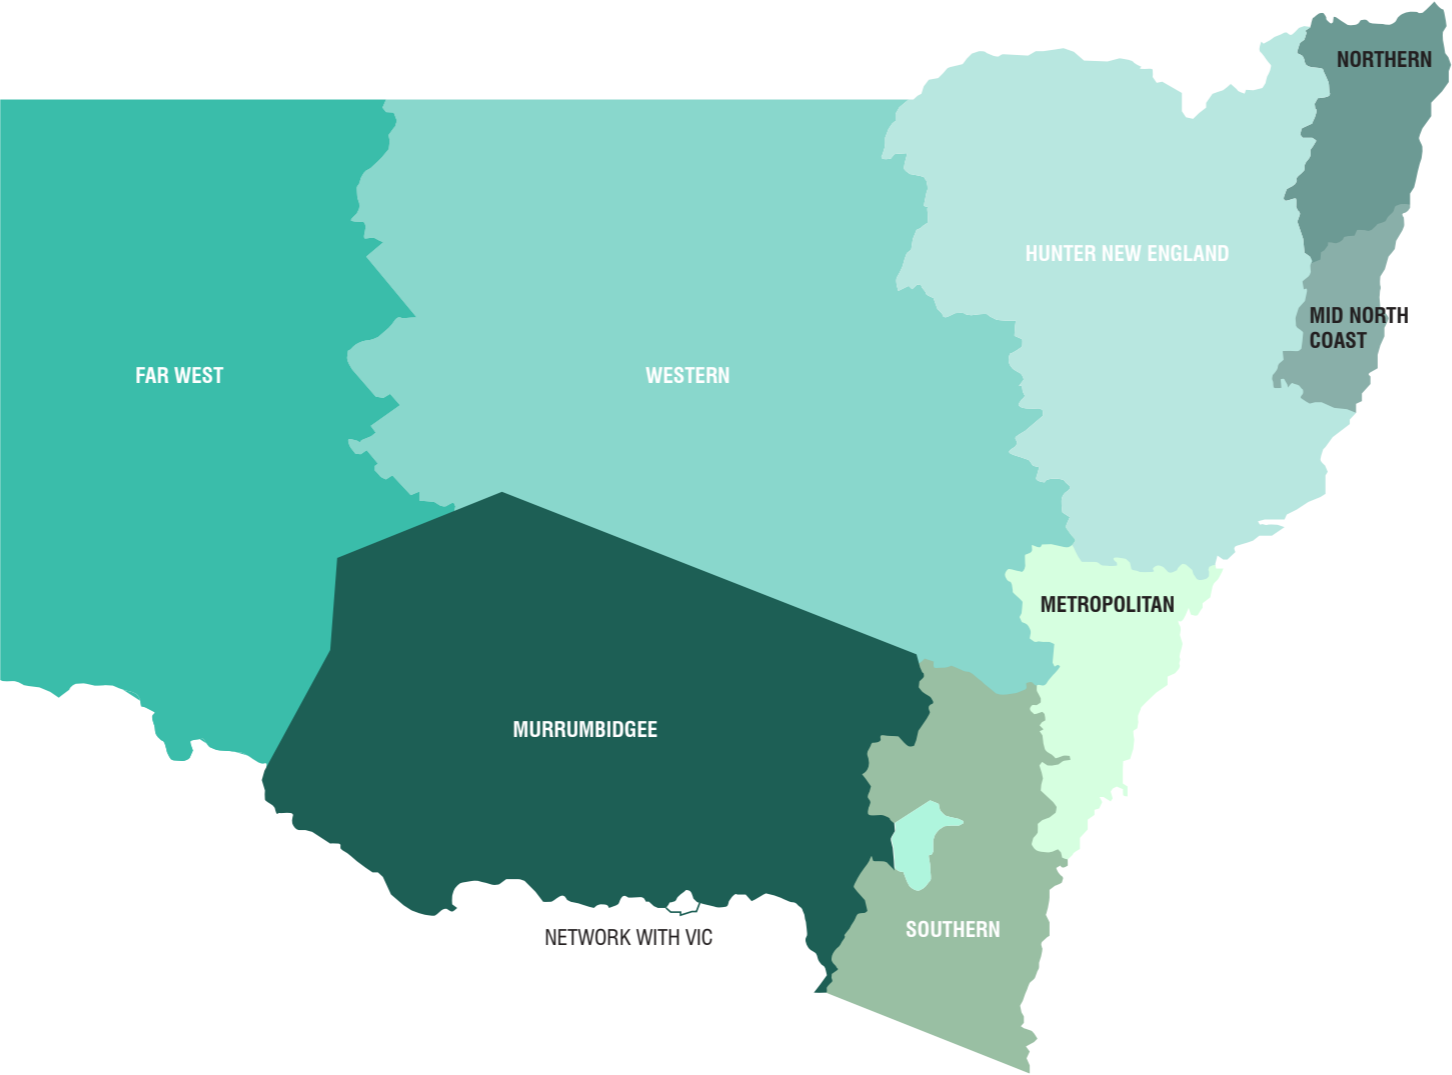 NORTHERN
HUNTER NEW ENGLAND
MID NORTH
COAST
FAR WEST
WESTERN
METROPOLITAN
MURRUMBIDGEE
SOUTHERN
NETWORK WITH VIC